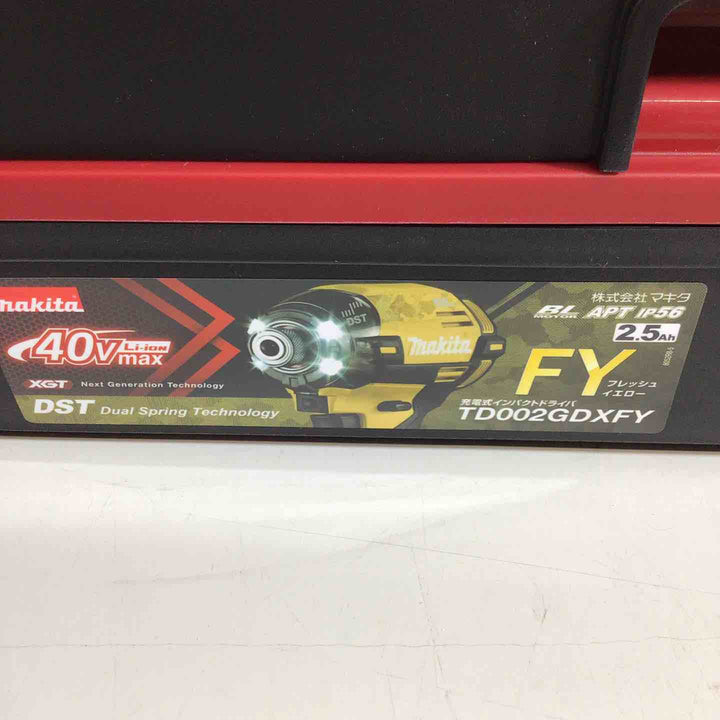 makita
40Vmax Li-ion
XGT Next Generation Technology
DST Dual Spring Technology
DST
makita
BL MOTOR
株式会社 マキタ
APT IP56
2.5Ah
FY フレッシュ イエロー
充電式インパクトドライバ
TD002GDXFY